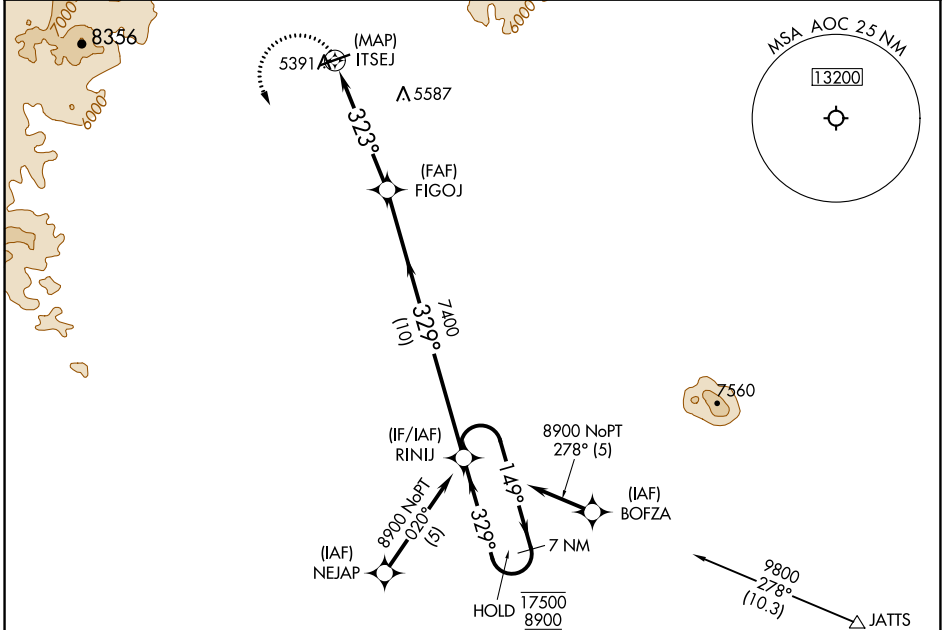 7000
8356
6000
5391
(MAP)
ITSEJ
5587
6000
MSA AOC 25 NM
13200
323°
(FAF)
FIGOJ
7400
329°
(10)
7560
(IF/IAF)
RINIJ
8900 NoPT
278° (5)
(IAF)
BOFZA
149°
329°
8900 NoPT
020°
(5)
(IAF)
NEJAP
7 NM
HOLD
17500
8900
9800
278°
(10.3)
JATTS